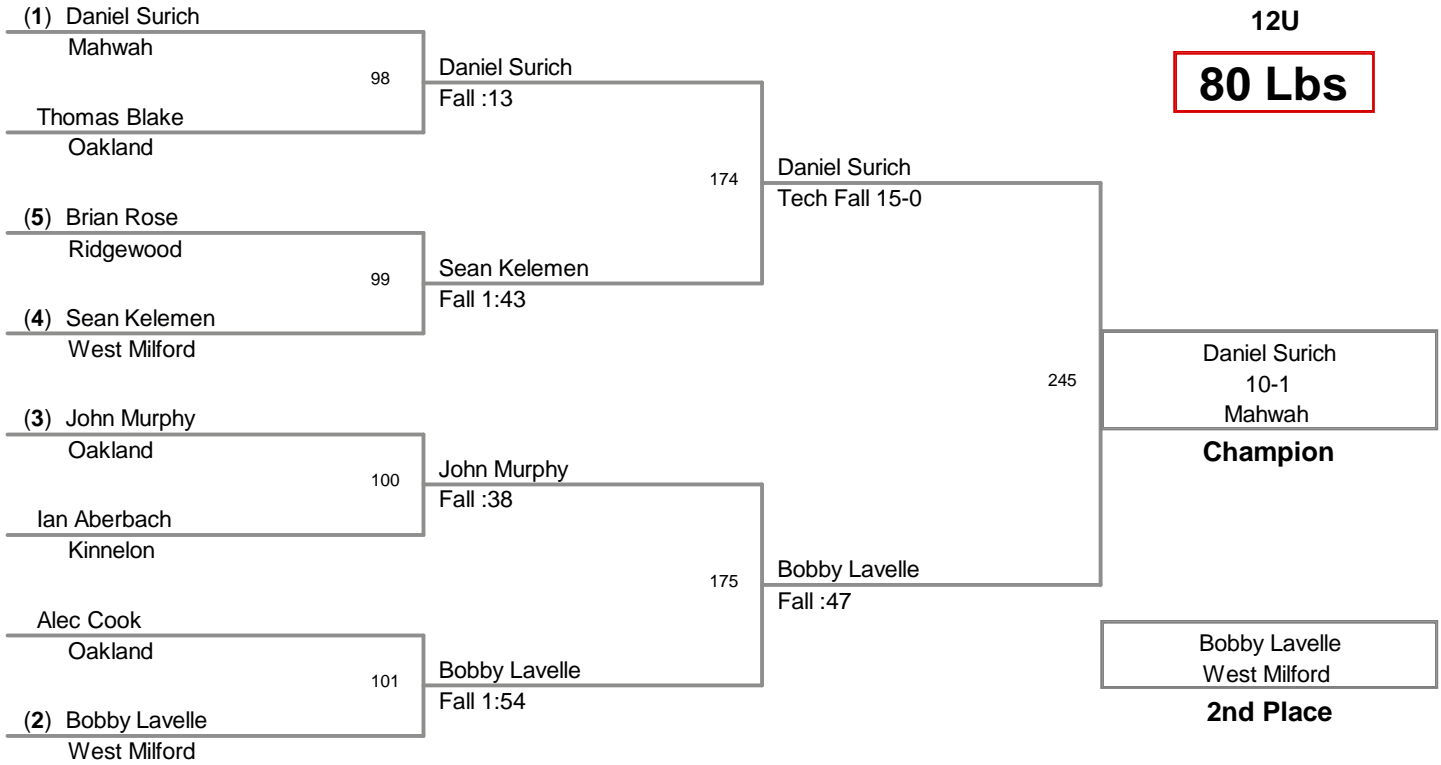 (1) Daniel Surich
Mahwah
98
Thomas Blake
Oakland
(5) Brian Rose
Ridgewood
99
(4) Sean Kelemen
West Milford
(3) John Murphy
Oakland
100
Ian Aberbach
Kinnelon
Alec Cook
Oakland
101
(2) Bobby Lavelle
West Milford
Daniel Surich
Fall :13
174
Sean Kelemen
Fall 1:43
John Murphy
Fall :38
175
Bobby Lavelle
Fall 1:54
Daniel Surich
Tech Fall 15-0
245
Bobby Lavelle
Fall :47
12U
80 Lbs
Daniel Surich
10-1
Mahwah
Champion
Bobby Lavelle
West Milford
2nd Place